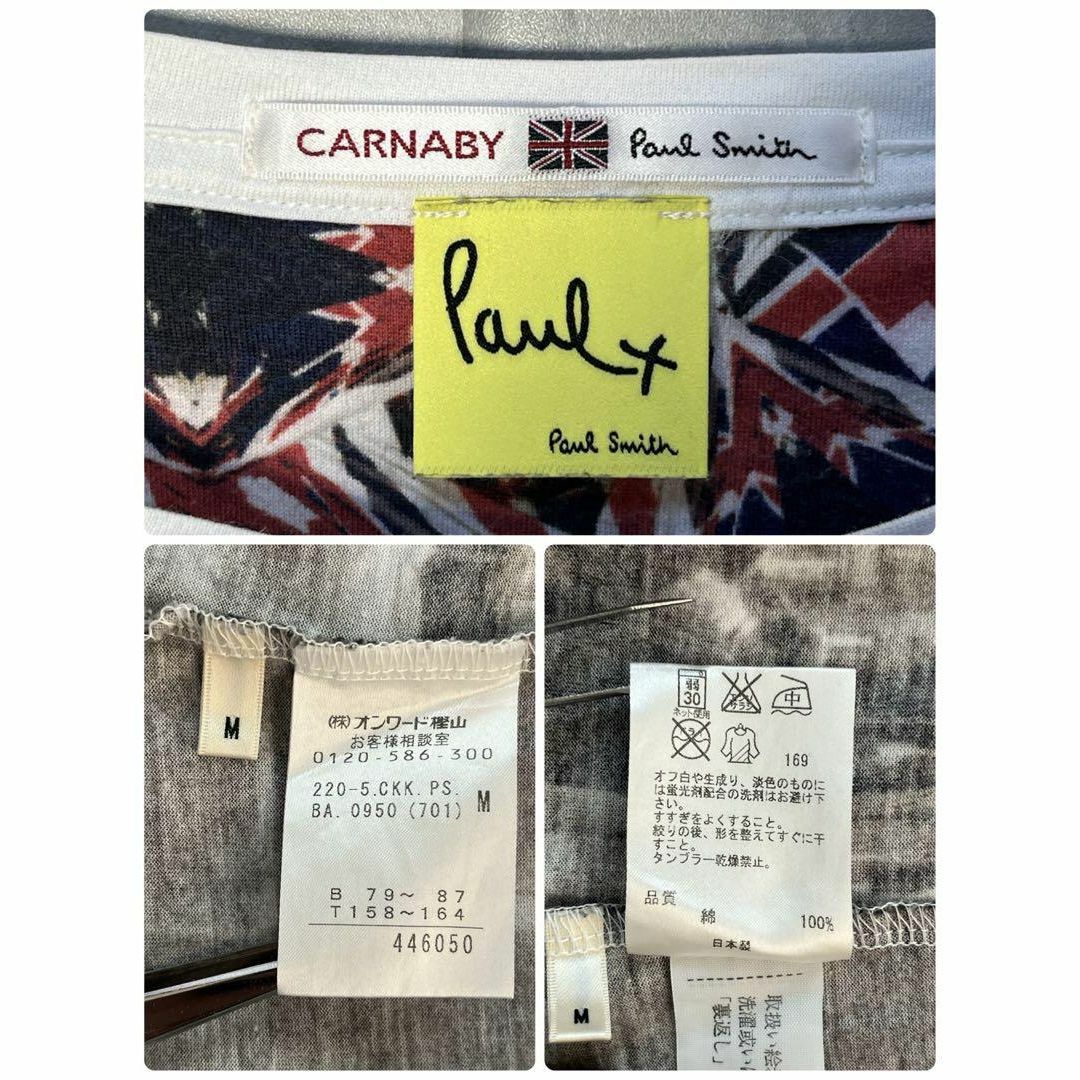 CARNABY Paul Smith
Paul x
Paul Smith
M
(株)オンワード樫山
お客様相談室
0120-586-300
220-5.CKK. PS. M
BA. 0950 (701)
B 79～ 87
T158～164
446050
30 中
ネット使用
169
オフ白や生成り、淡色のものに
は蛍光剤配合の洗剤はお避け下
さい。
すすぎをよくすること。
絞りの後、形を整えてすぐに干
すこと。
タンブラー乾燥禁止。
品質
綿 100%
日本製
M
取扱い絵
洗濯或い
「裏返し」